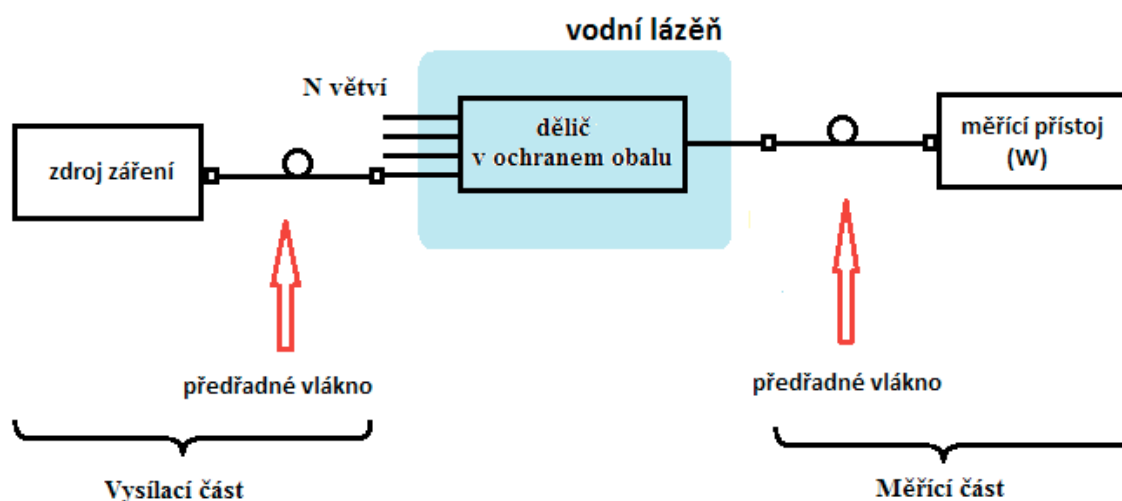 vodní lázěň
N větví
zdroj záření
dělič
v ochranem obalu
měřící přístoj
(W)
předřadné vlákno
předřadné vlákno
Vysílací část
Měřící část